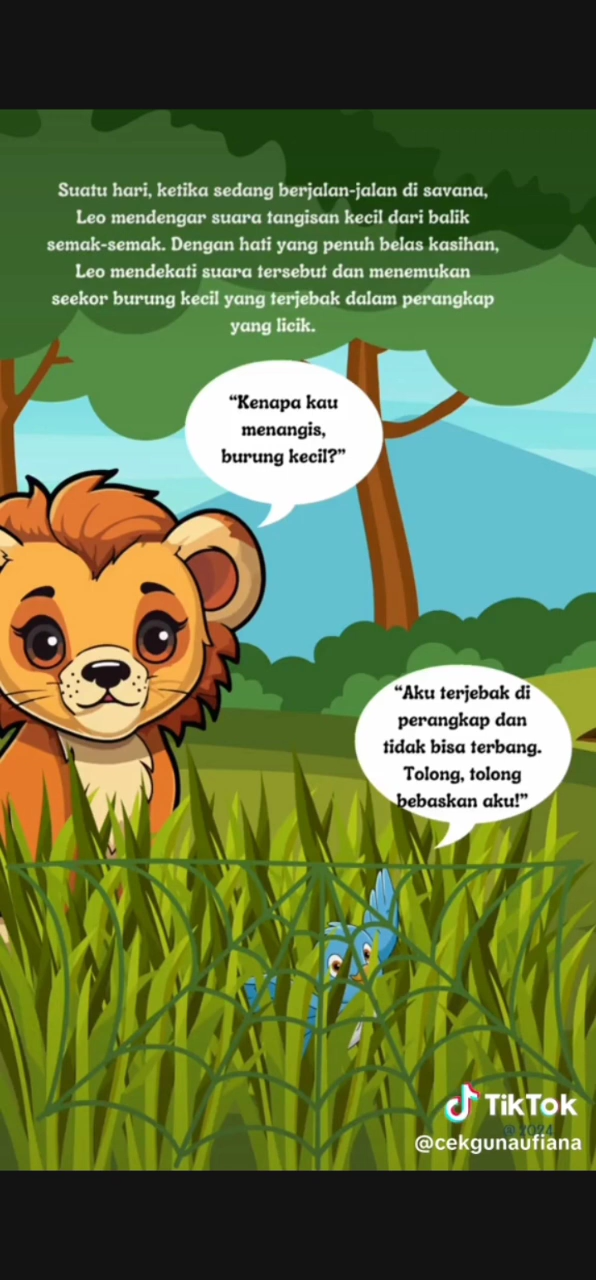 Suatu hari, ketika sedang berjalan-jalan di savana,
Leo mendengar suara tangisan kecil dari balik
semak-semak. Dengan hati yang penuh belas kasihan,
Leo mendekati suara tersebut dan menemukan
seekor burung kecil yang terjebak dalam perangkap
yang licik.
“Kenapa kau
menangis,
burung kecil?”
“Aku terjebak di
perangkap dan
tidak bisa terbang.
Tolong, tolong
bebaskan aku!”
TikTok
@ 2024
@cekgunaufiana